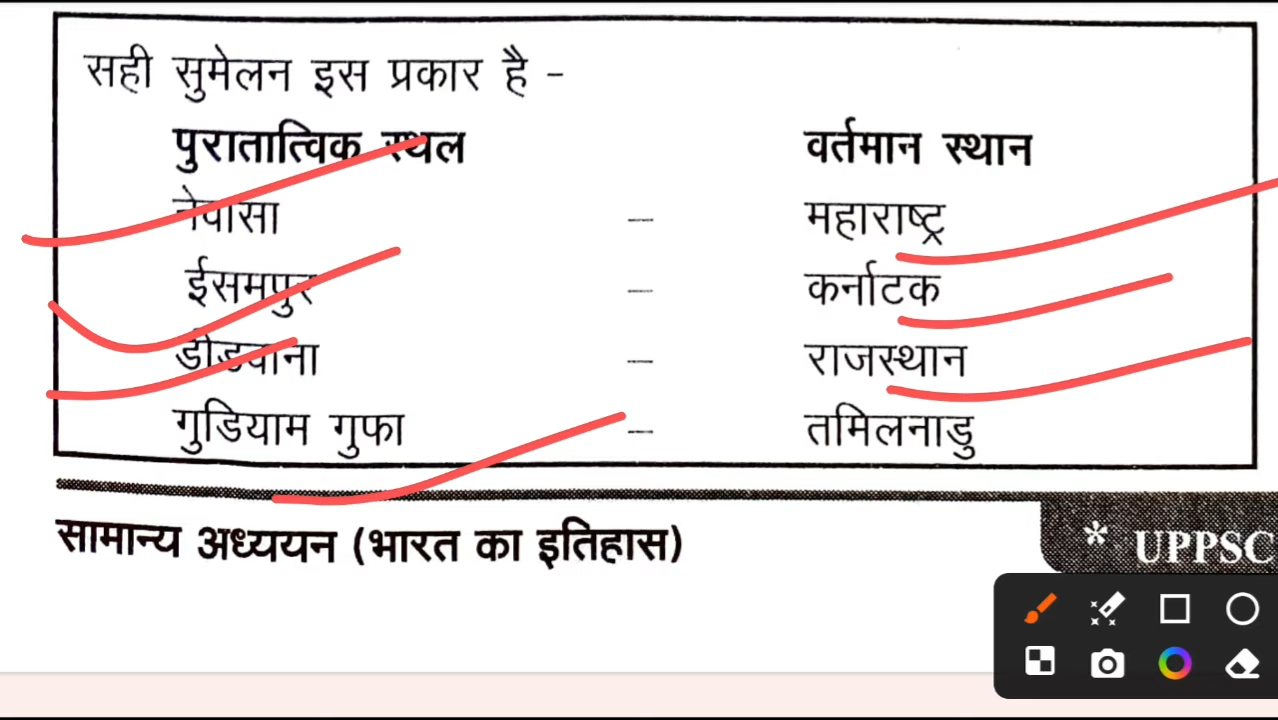 सही सुमेलन इस प्रकार है -
पुरातात्विक स्थल वर्तमान स्थान
नेवासा - महाराष्ट्र
ईसमपुर - कर्नाटक
डीडवाना - राजस्थान
गुडियाम गुफा - तमिलनाडु
सामान्य अध्ययन (भारत का इतिहास)
* UPPSC